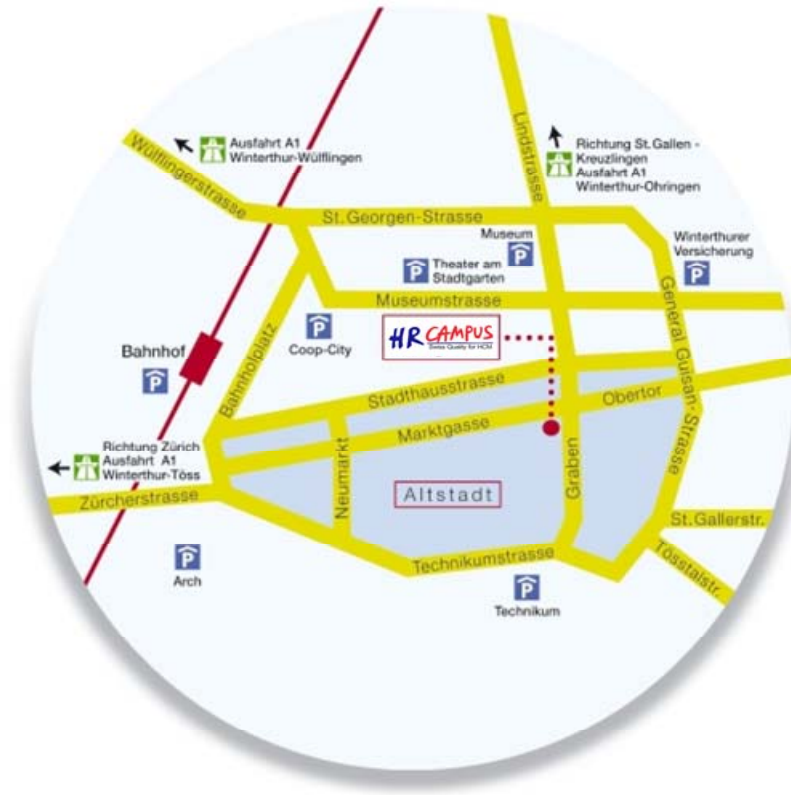 Ausfahrt A1
Winterthur-Wülflingen
Wülflingerstrasse
Lindstrasse
Richtung St.Gallen -
Kreuzlingen
Ausfahrt A1
Winterthur-Ohringen
St.Georgen-Strasse
Museum
Theater am
Stadtgarten
Winterthurer
Versicherung
Museumstrasse
General Guisan-Strasse
HR CAMPUS
Swiss Quality for HCM
Coop-City
Bahnhof
Bahnholplatz
Stadthausstrasse
Obertor
Marktgasse
Neumarkt
Graben
Richtung Zürich
Ausfahrt A1
Winterthur-Töss
Zürcherstrasse
Altstadt
St.Gallerstr.
Technikumstrasse
Tösstalstr.
Arch
Technikum
P
P
P
P
P
P
P